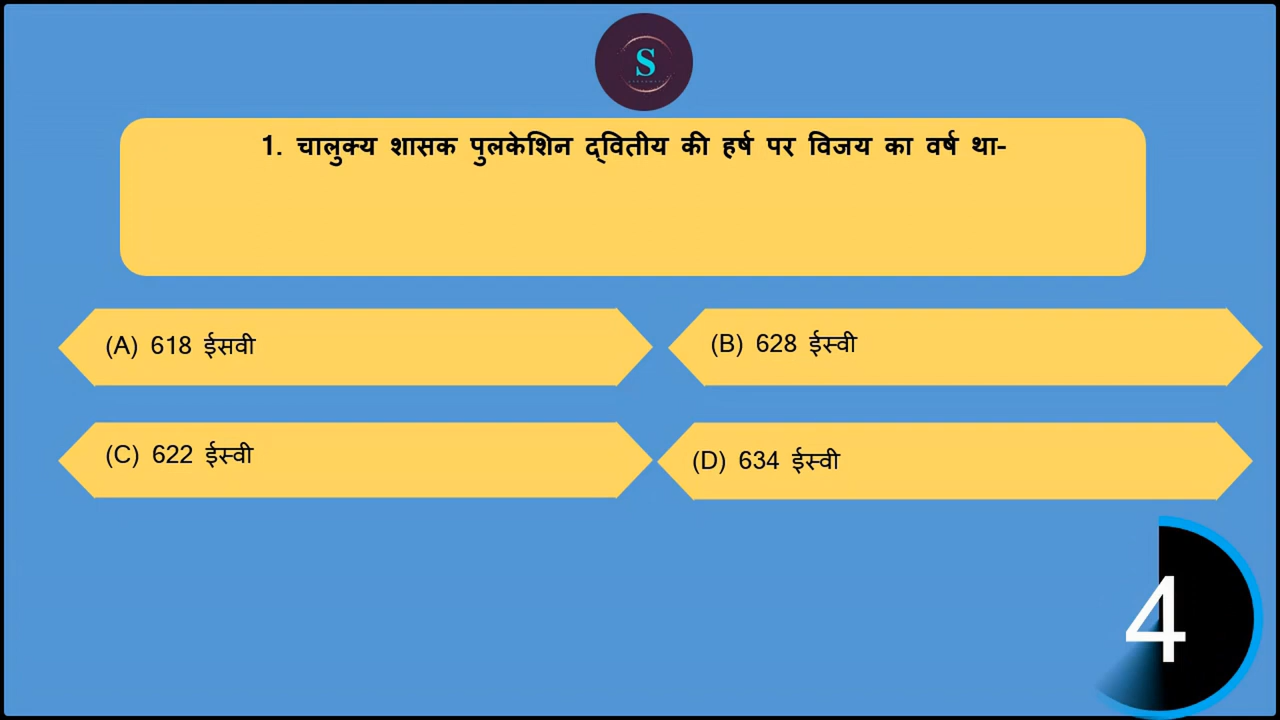 S
1. चालुक्य शासक पुलकेशिन द्वितीय की हर्ष पर विजय का वर्ष था-
(A) 618 ईसवी
(B) 628 ईस्वी
(C) 622 ईस्वी
(D) 634 ईस्वी
4